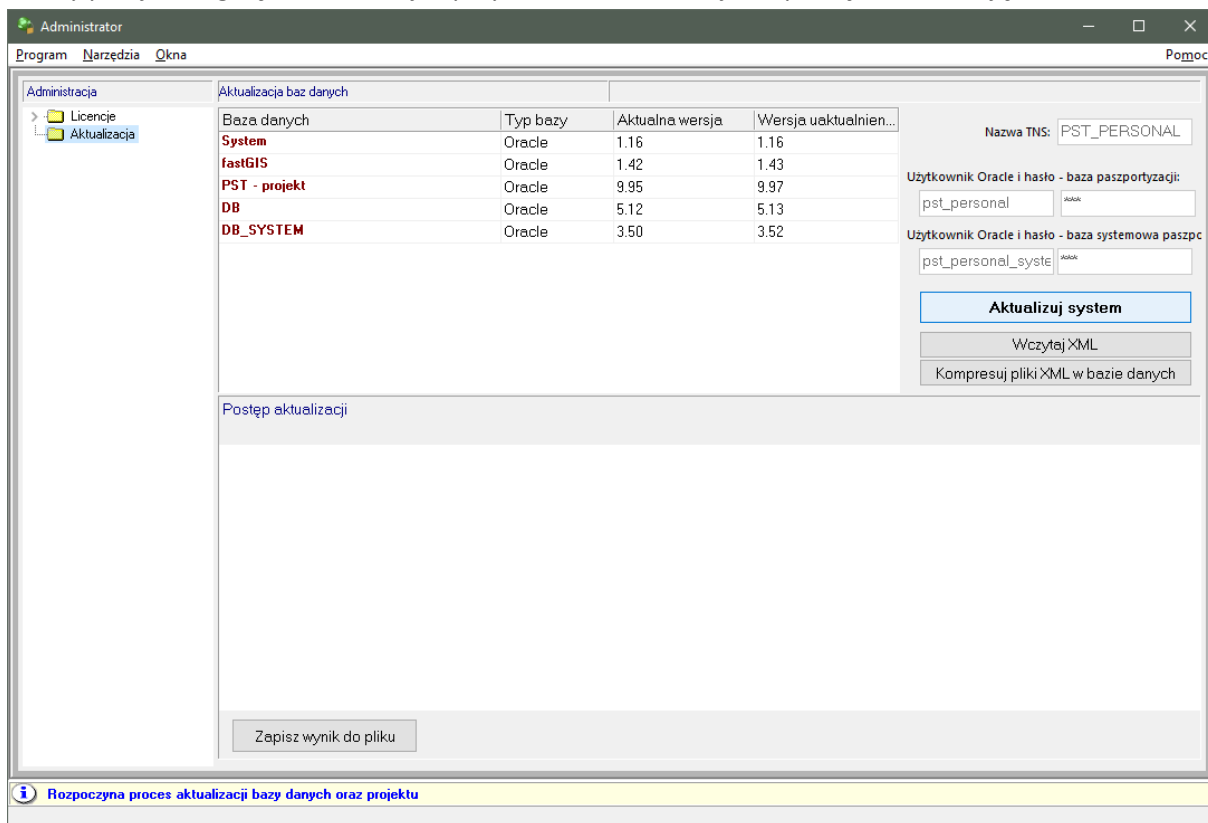 Administrator
Program Narzędzia Okna Pomoc
Administracja
Aktualizacja baz danych
Licencje
Aktualizacja
Baza danych Typ bazy Aktualna wersja Wersja uaktualnien...
System Oracle 1.16 1.16
fastGIS Oracle 1.42 1.43
PST - projekt Oracle 9.95 9.97
DB Oracle 5.12 5.13
DB_SYSTEM Oracle 3.50 3.52
Nazwa TNS: PST_PERSONAL
Użytkownik Oracle i hasło - baza paszportyzacji:
pst_personal ***
Użytkownik Oracle i hasło - baza systemowa paszpc
pst_personal_syste ***
Aktualizuj system
Wczytaj XML
Kompresuj pliki XML w bazie danych
Postęp aktualizacji
Zapisz wynik do pliku
Rozpoczyna proces aktualizacji bazy danych oraz projektu